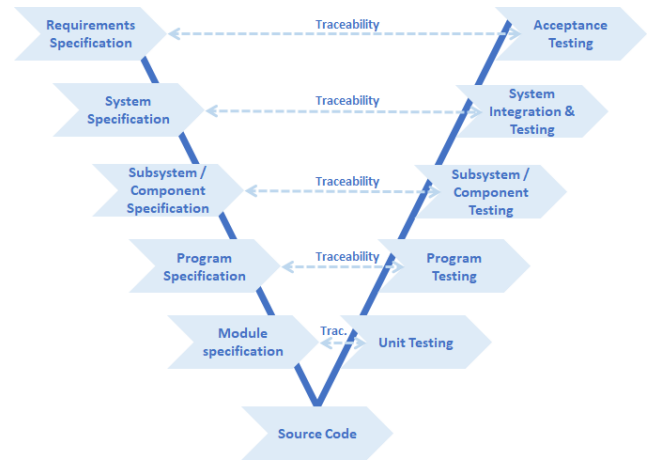 Requirements
Specification
Traceability
Acceptance
Testing
System
Specification
Traceability
System
Integration &
Testing
Subsystem /
Component
Specification
Traceability
Subsystem /
Component
Testing
Program
Specification
Traceability
Program
Testing
Module
specification
Trac.
Unit Testing
Source Code